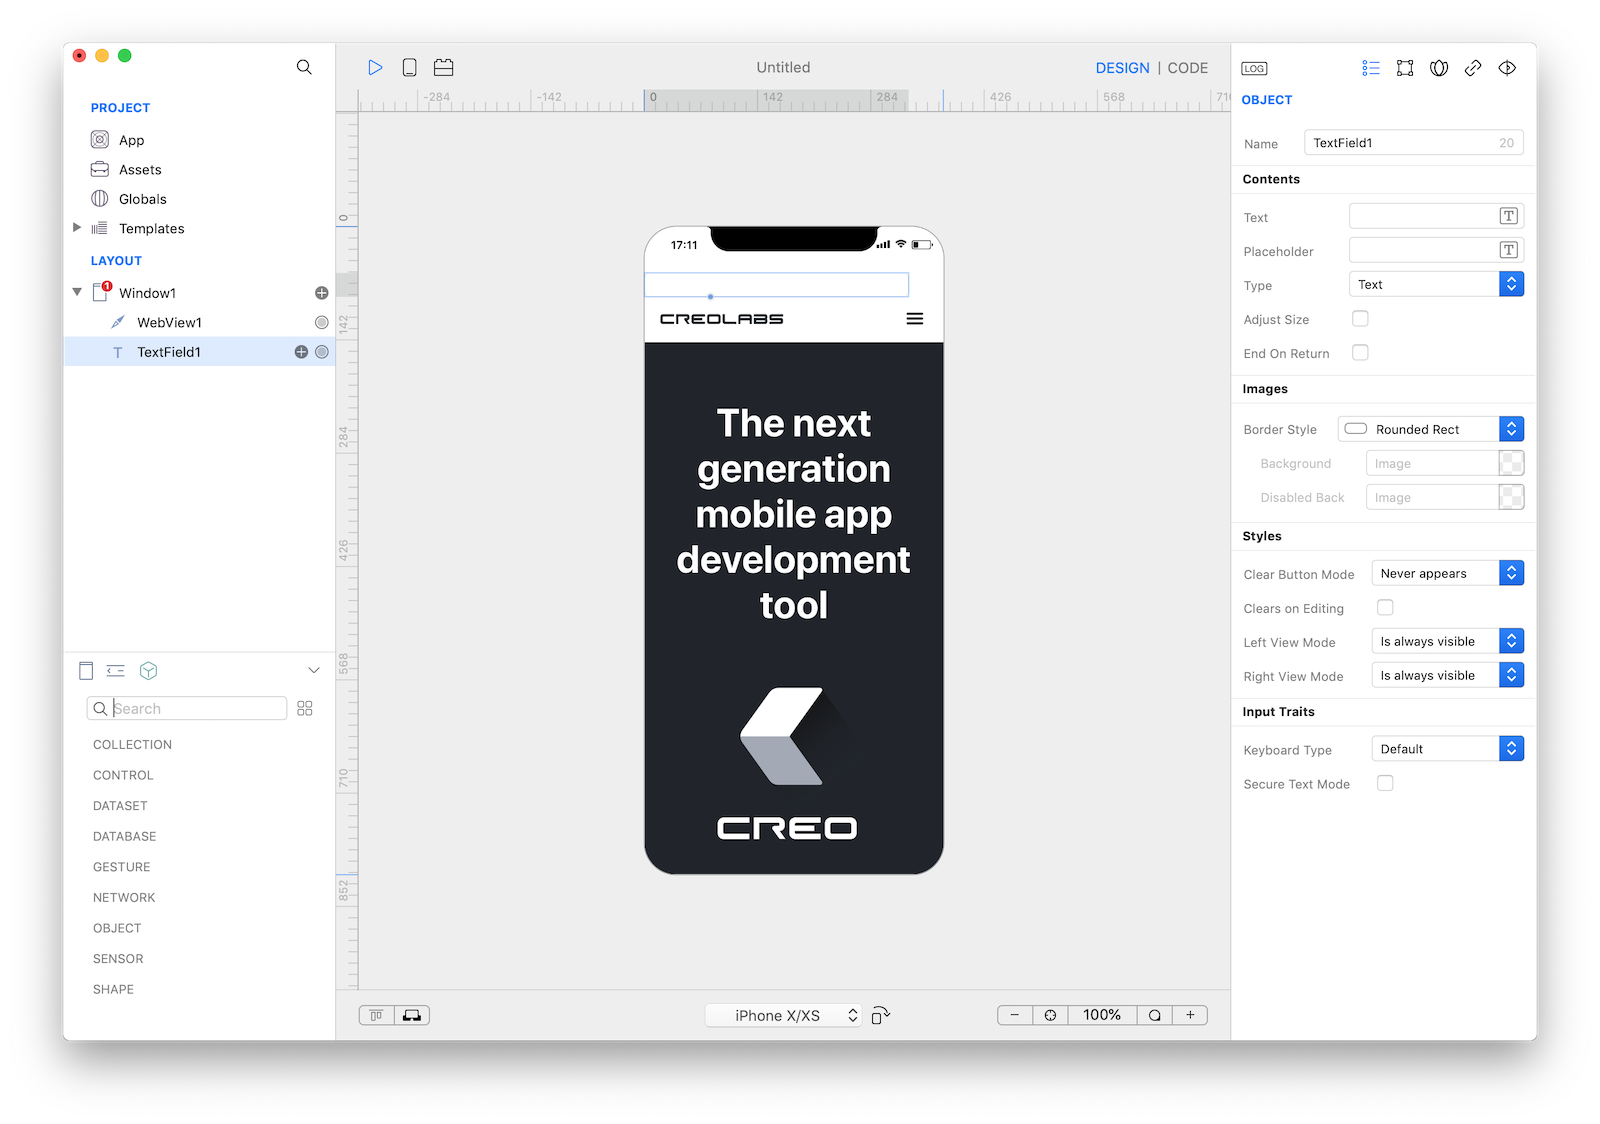 Untitled
DESIGN | CODE
LOG
PROJECT
App
Assets
Globals
Templates
LAYOUT
1
Window1
WebView1
T TextField1
Search
COLLECTION
CONTROL
DATASET
DATABASE
GESTURE
NETWORK
OBJECT
SENSOR
SHAPE
-284 -142 0 142 284 426 568 710
0
142
284
426
568
710
852
17:11
CREOLABS
The next
generation
mobile app
development
tool
CREO
iPhone X/XS
− 100% +
OBJECT
Name TextField1 20
Contents
Text T
Placeholder T
Type Text
Adjust Size
End On Return
Images
Border Style Rounded Rect
Background Image
Disabled Back Image
Styles
Clear Button Mode Never appears
Clears on Editing
Left View Mode Is always visible
Right View Mode Is always visible
Input Traits
Keyboard Type Default
Secure Text Mode